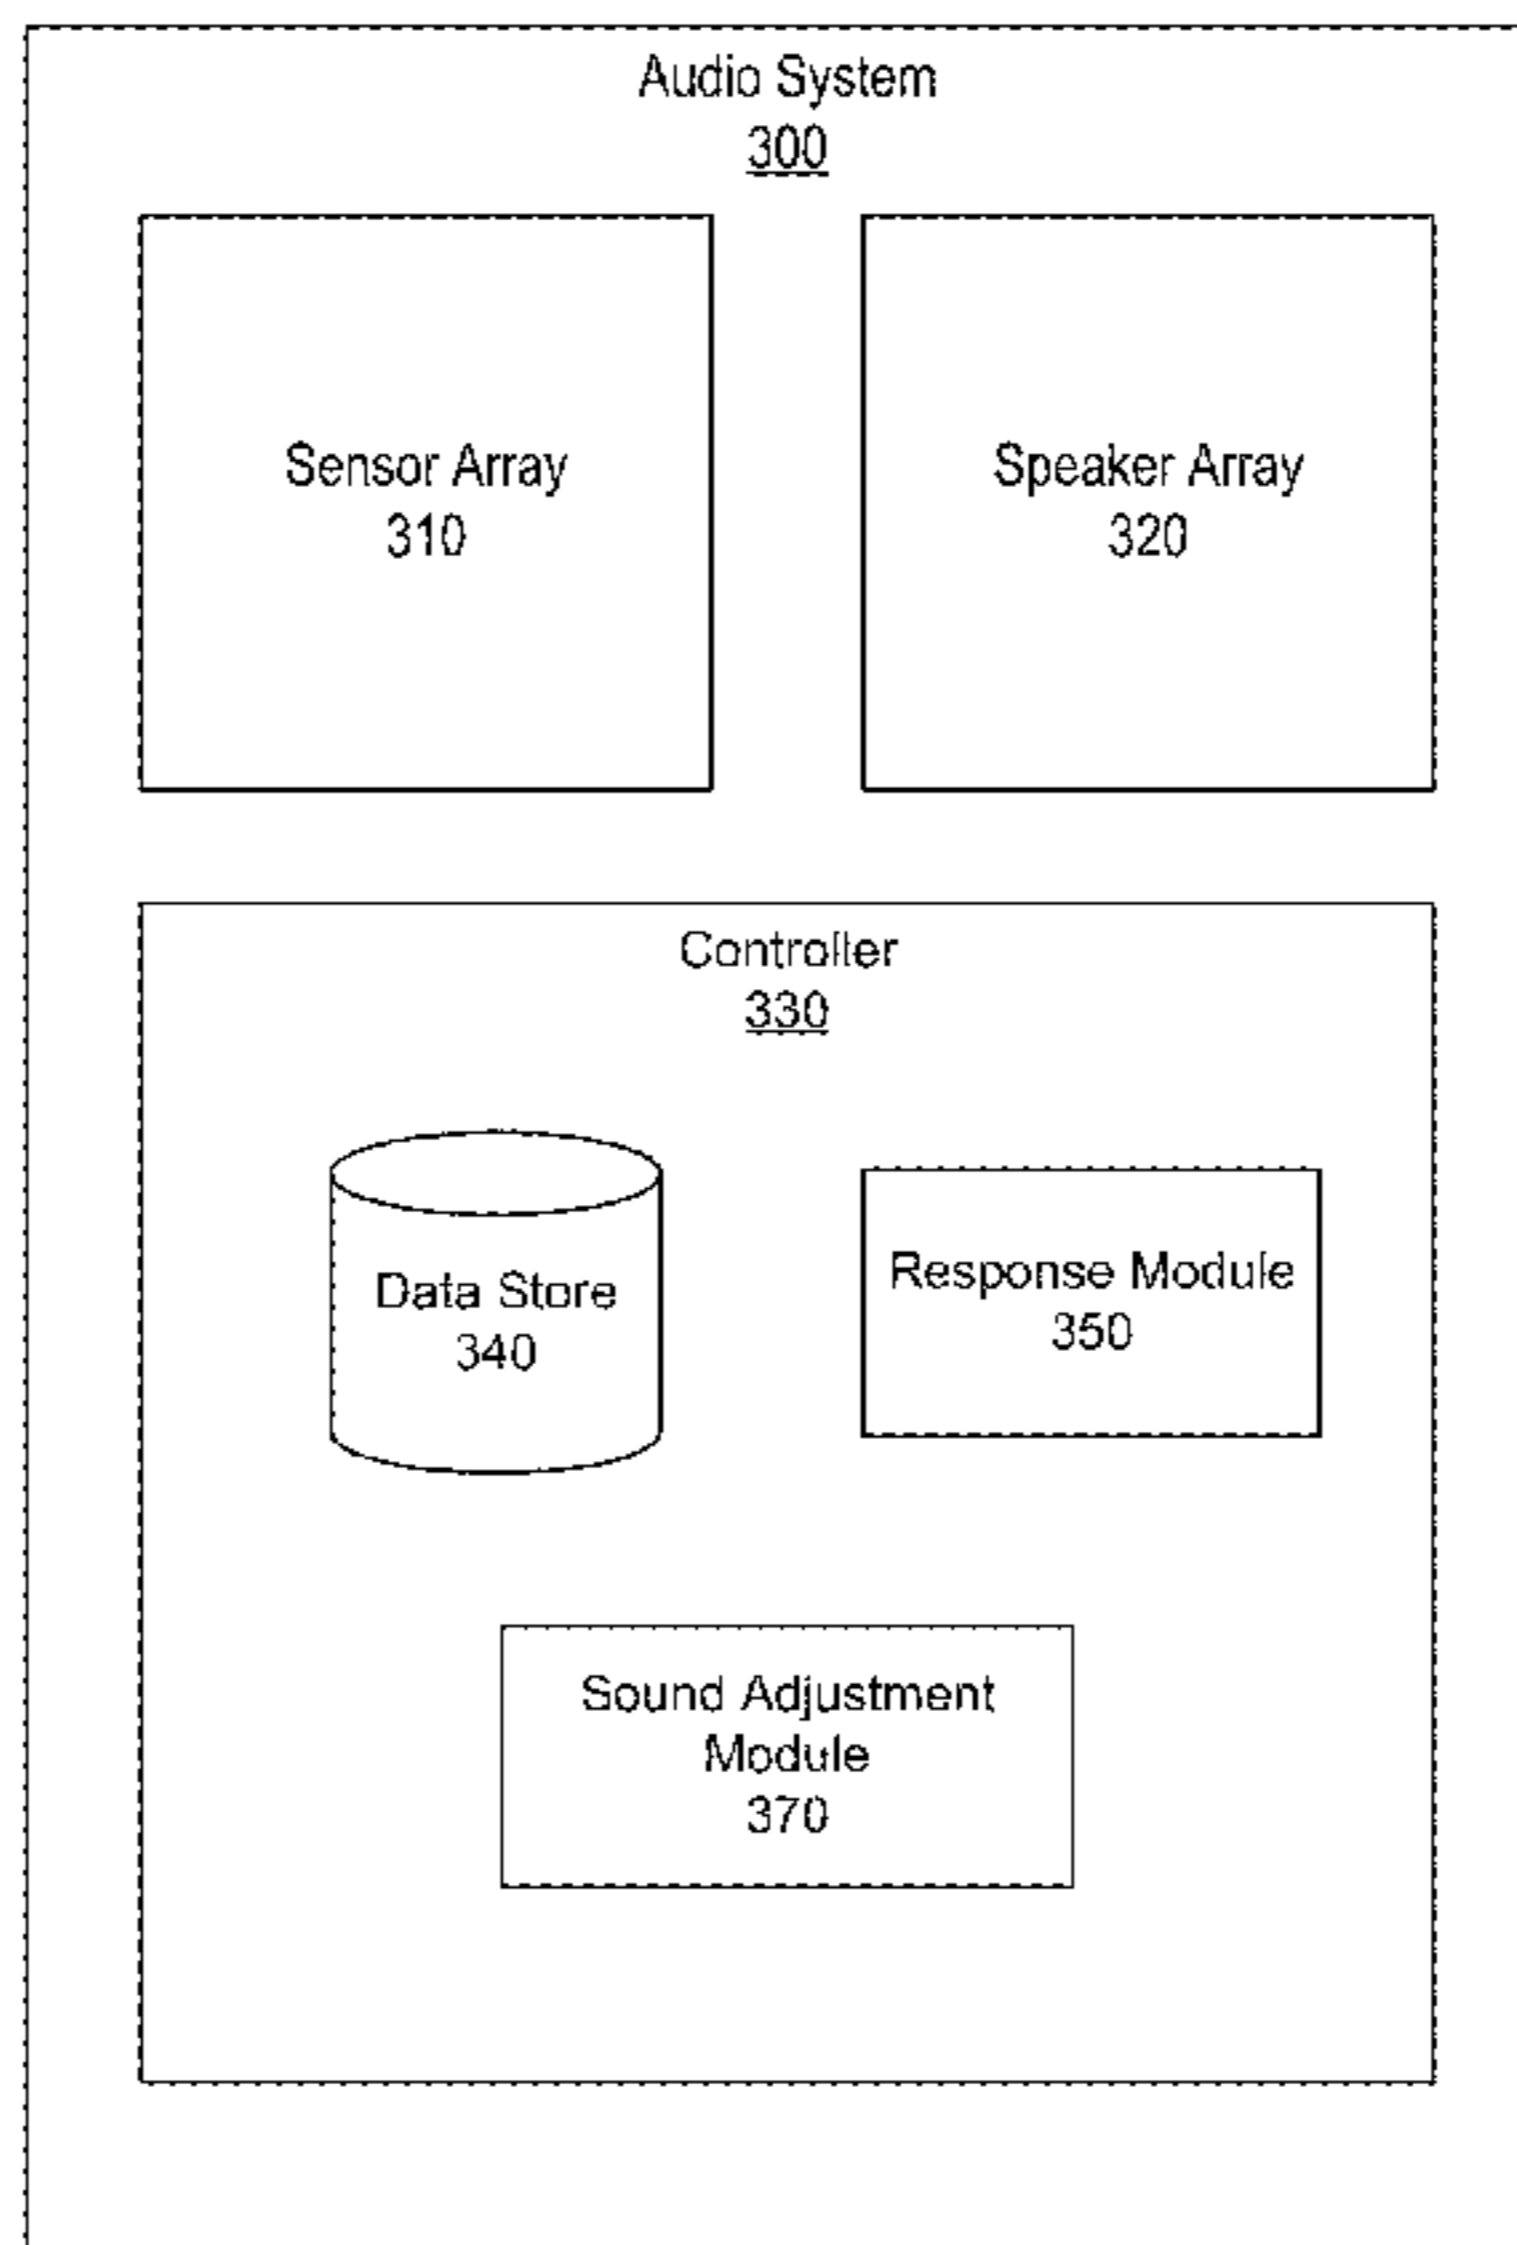 Audio System
300
Sensor Array
310
Speaker Array
320
Controller
330
Data Store
340
Response Module
350
Sound Adjustment
Module
370